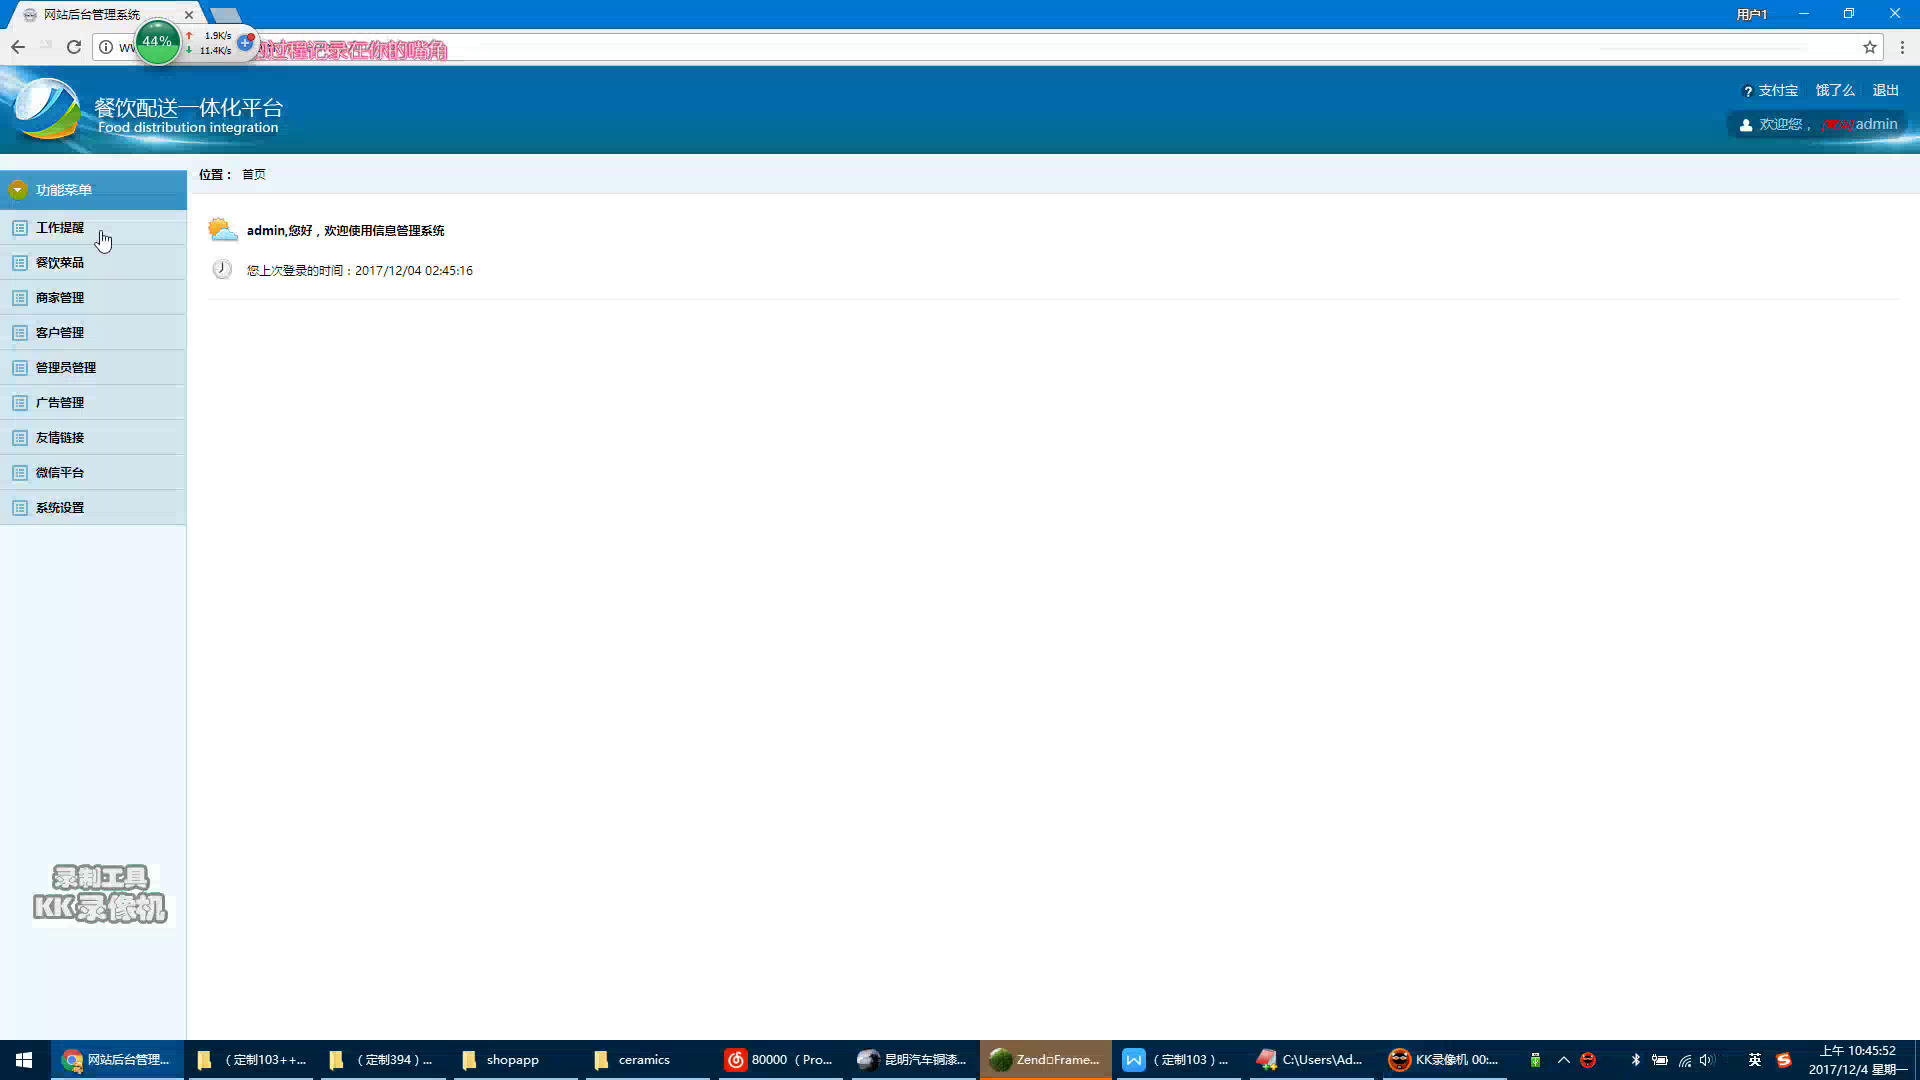 网站后台管理系统
用户1
44%
1.9K/s
11.4K/s
过程记录在你的嘴角
餐饮配送一体化平台
Food distribution integration
支付宝 饿了么 退出
欢迎您， admin
功能菜单
位置： 首页
工作提醒
餐饮菜品
商家管理
客户管理
管理员管理
广告管理
友情链接
微信平台
系统设置
admin,您好，欢迎使用信息管理系统
您上次登录的时间：2017/12/04 02:45:16
录制工具
KK录像机
网站后台管理...
（定制103++...
（定制394）...
shopapp
ceramics
80000 （Pro...
昆明汽车铜漆...
Zend□Frame...
（定制103）...
C:\Users\Ad...
KK录像机 00:...
英
上午 10:45:52
2017/12/4 星期一